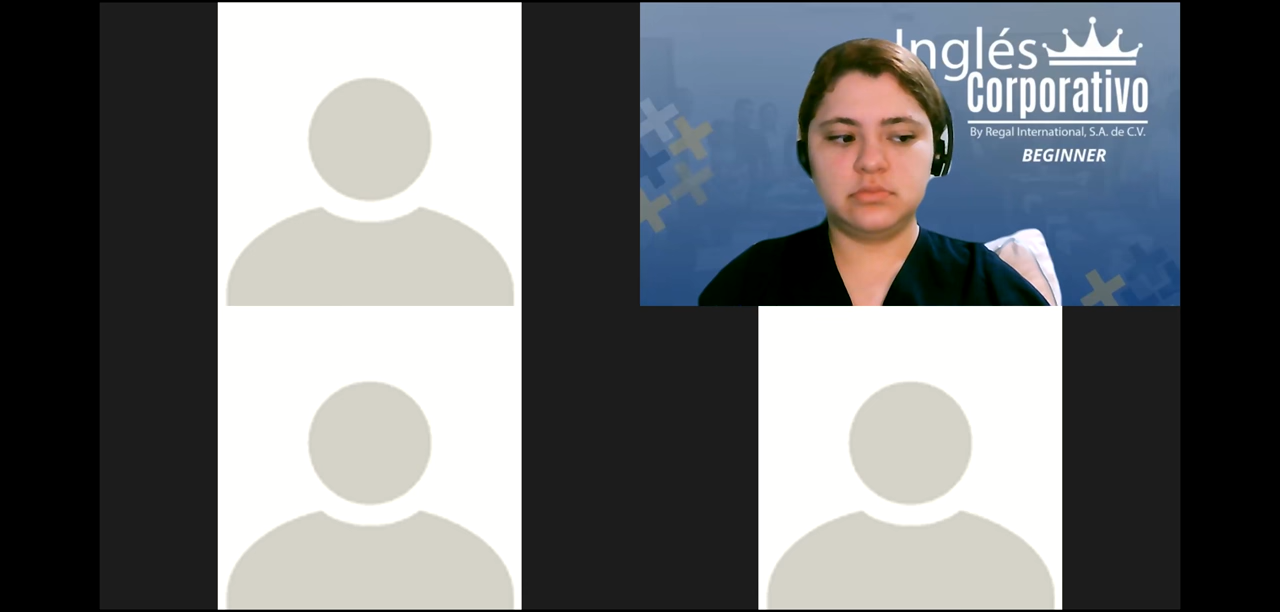 Inglés
Corporativo
By Regal International, S.A. de C.V.
BEGINNER